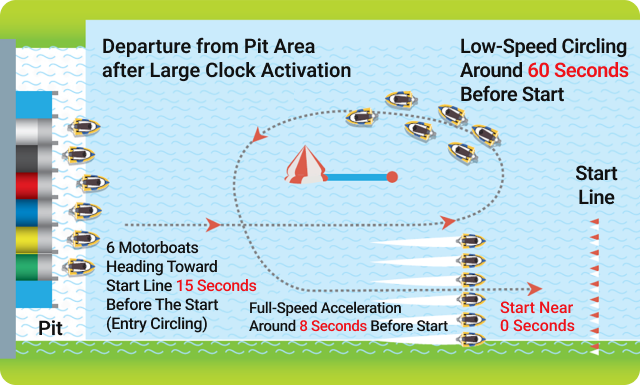 Departure from Pit Area
after Large Clock Activation
Low-Speed Circling
Around 60 Seconds
Before Start
Start
Line
6 Motorboats
Heading Toward
Start Line 15 Seconds
Before The Start
(Entry Circling)
Full-Speed Acceleration
Around 8 Seconds Before Start
Start Near
0 Seconds
Pit